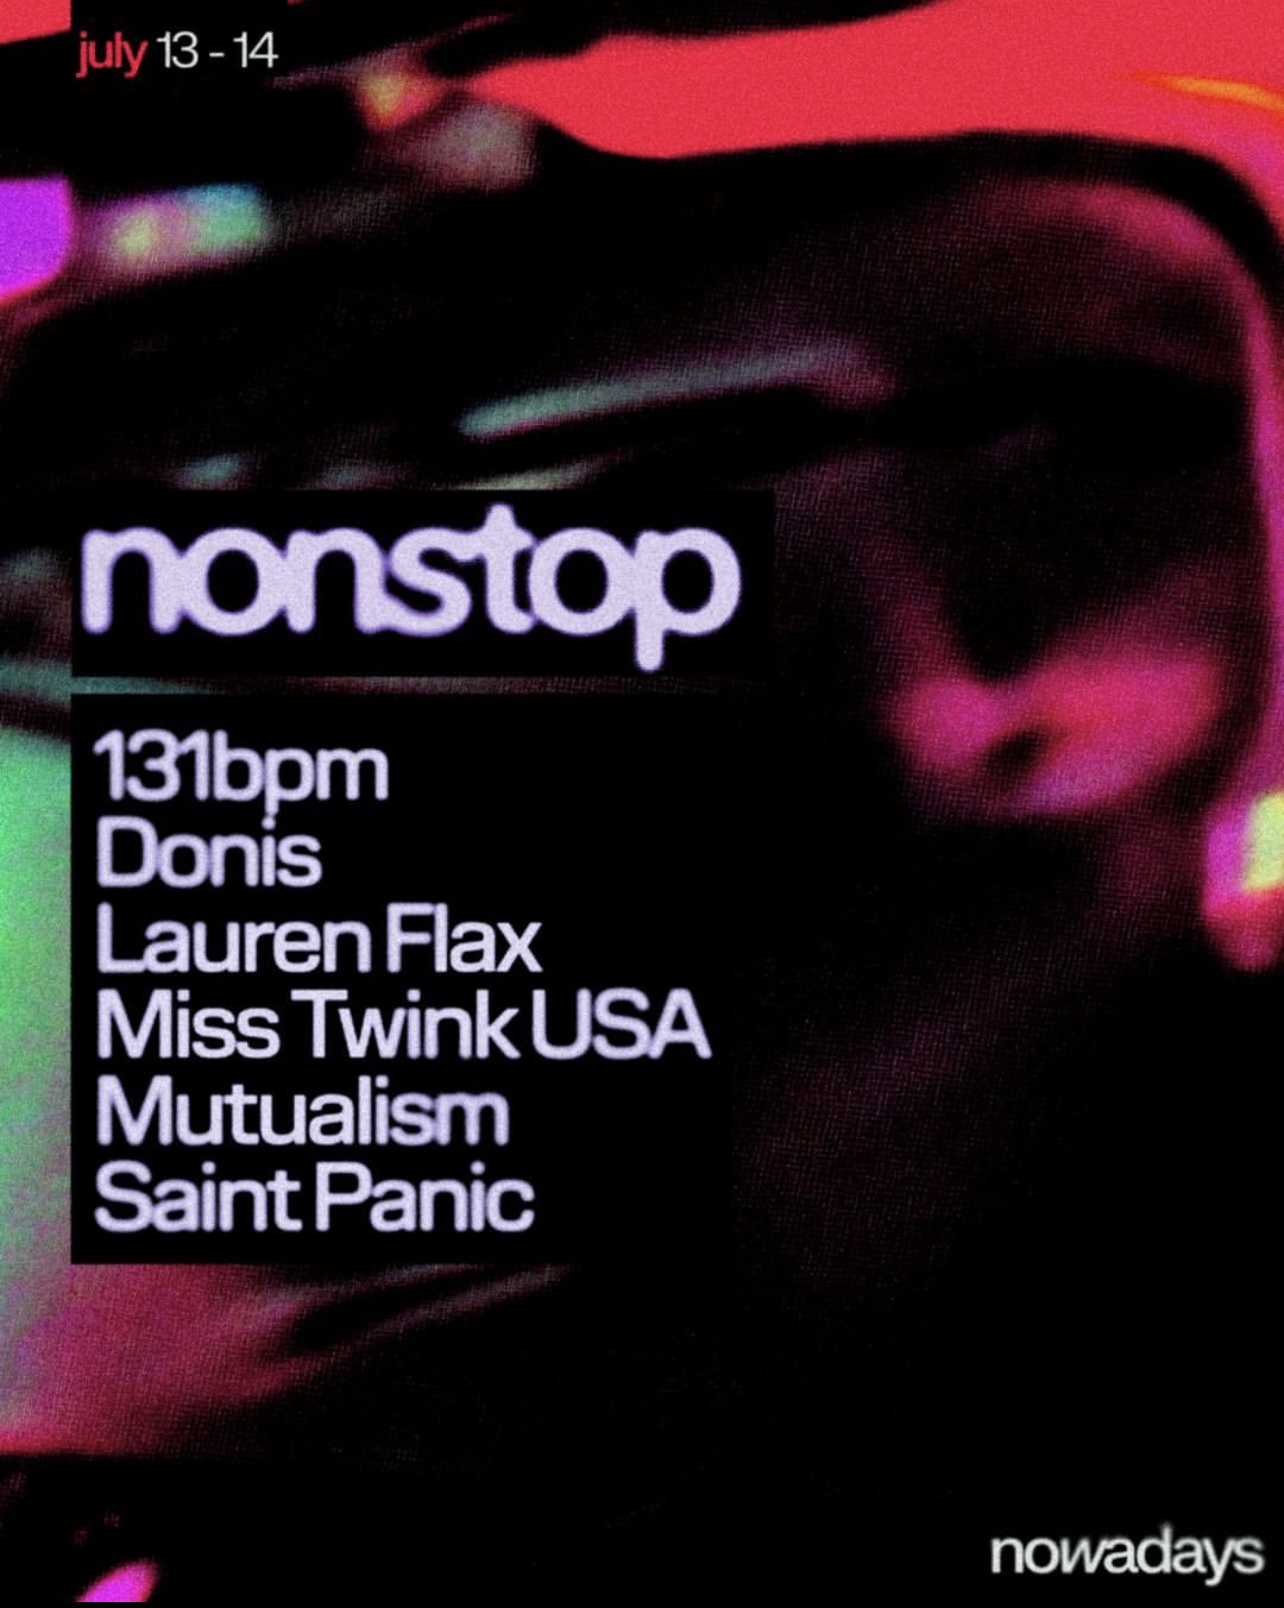 july 13 - 14
nonstop
131bpm
Donis
Lauren Flax
Miss Twink USA
Mutualism
Saint Panic
nowadays